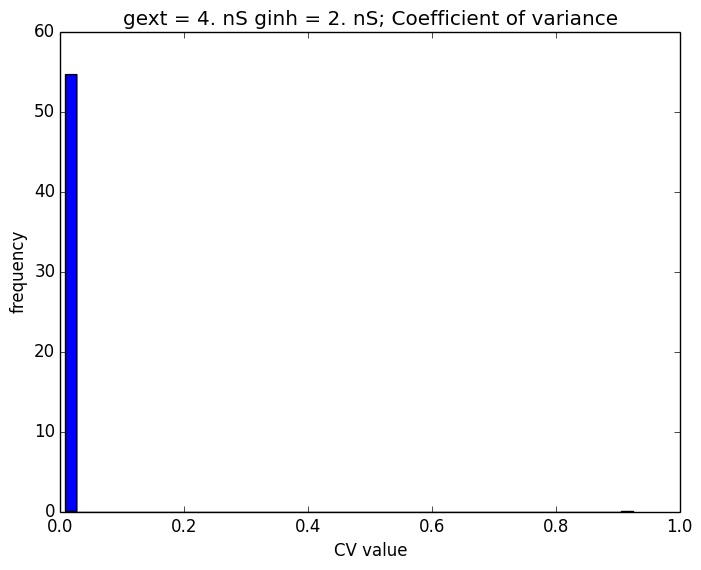 gext = 4. nS ginh = 2. nS; Coefficient of variance
60
50
40
30
20
10
0
frequency
0.0 0.2 0.4 0.6 0.8 1.0
CV value